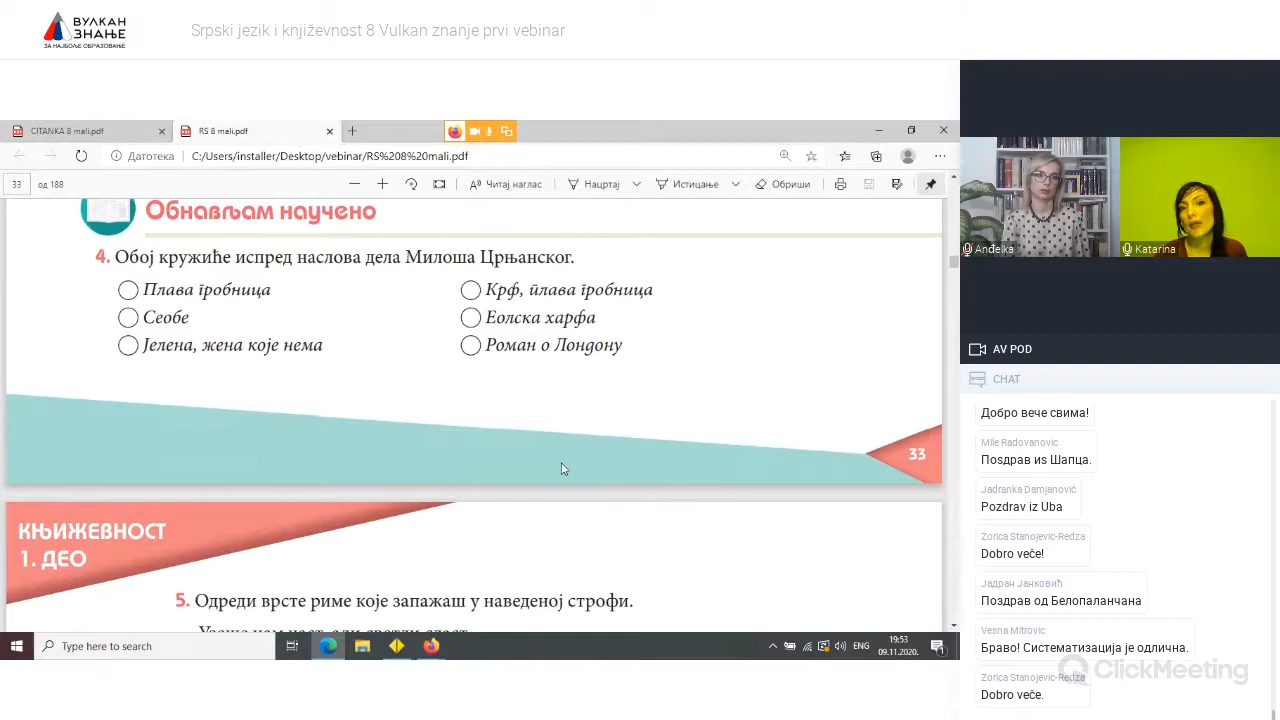 ВУЛКАН
ЗНАЊЕ
ЗА НАЈБОЉЕ ОБРАЗОВАЊЕ
Srpski jezik i književnost 8 Vulkan znanje prvi vebinar
CITANKA 8 mali.pdf
RS 8 mali.pdf
Датотека
C:/Users/installer/Desktop/vebinar/RS%208%20mali.pdf
33
од 188
Читај наглас
Нацртај
Истицање
Обриши
Обнављам научено
4. Обој кружиће испред наслова дела Милоша Црњанског.
Плава гробница
Крф, плава гробница
Сеобе
Еолска харфа
Јелена, жена које нема
Роман о Лондону
33
КЊИЖЕВНОСТ
1. ДЕО
5. Одреди врсте риме које запажаш у наведеној строфи.
Type here to search
ENG
19:53
09.11.2020.
1
Anđelka
Katarina
AV POD
CHAT
Добро вече свима!
Mile Radovanovic
Поѕдрав иѕ Шапца.
Jadranka Damjanović
Pozdrav iz Uba
Zorica Stanojevic-Redza
Dobro veče!
Јадран Јанковић
Поздрав од Белопаланчана
Vesna Mitrovic
Браво! Систематизација је одлична.
Zorica Stanojevic-Redza
Dobro veče.
ClickMeeting